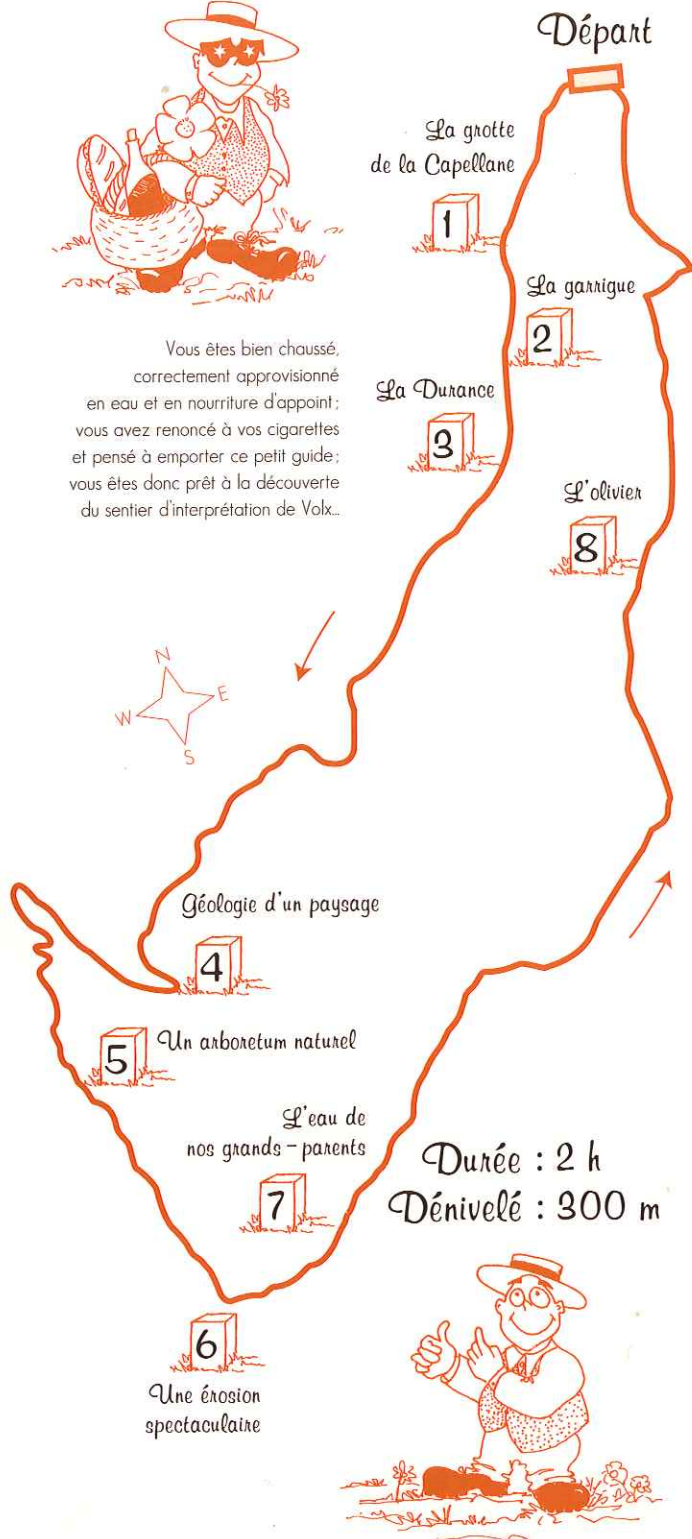 Départ
La grotte
de la Capellane
1
La garrigue
2
Vous êtes bien chaussé,
correctement approvisionné
en eau et en nourriture d'appoint;
vous avez renoncé à vos cigarettes
et pensé à emporter ce petit guide;
vous êtes donc prêt à la découverte
du sentier d'interprétation de Volx...
La Durance
3
L'olivier
8
N
E
W
S
Géologie d'un paysage
4
5
Un arboretum naturel
L'eau de
nos grands-parents
7
Durée : 2 h
Dénivelé : 300 m
6
Une érosion
spectaculaire